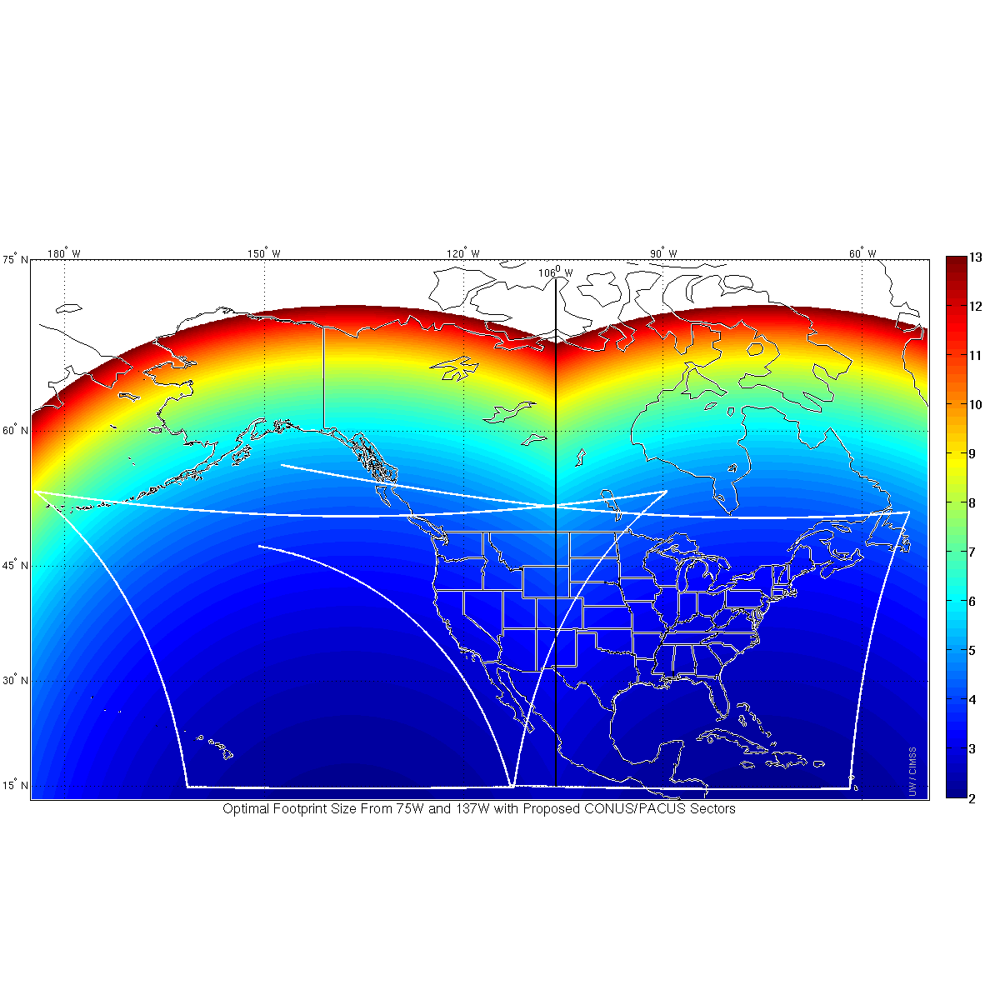 180° W 150° W 120° W 90° W 60° W
75° N
106⁰ W
60° N
45° N
30° N
15° N
13
12
11
10
9
8
7
6
5
4
3
2
UW / CIMSS
Optimal Footprint Size From 75W and 137W with Proposed CONUS/PACUS Sectors